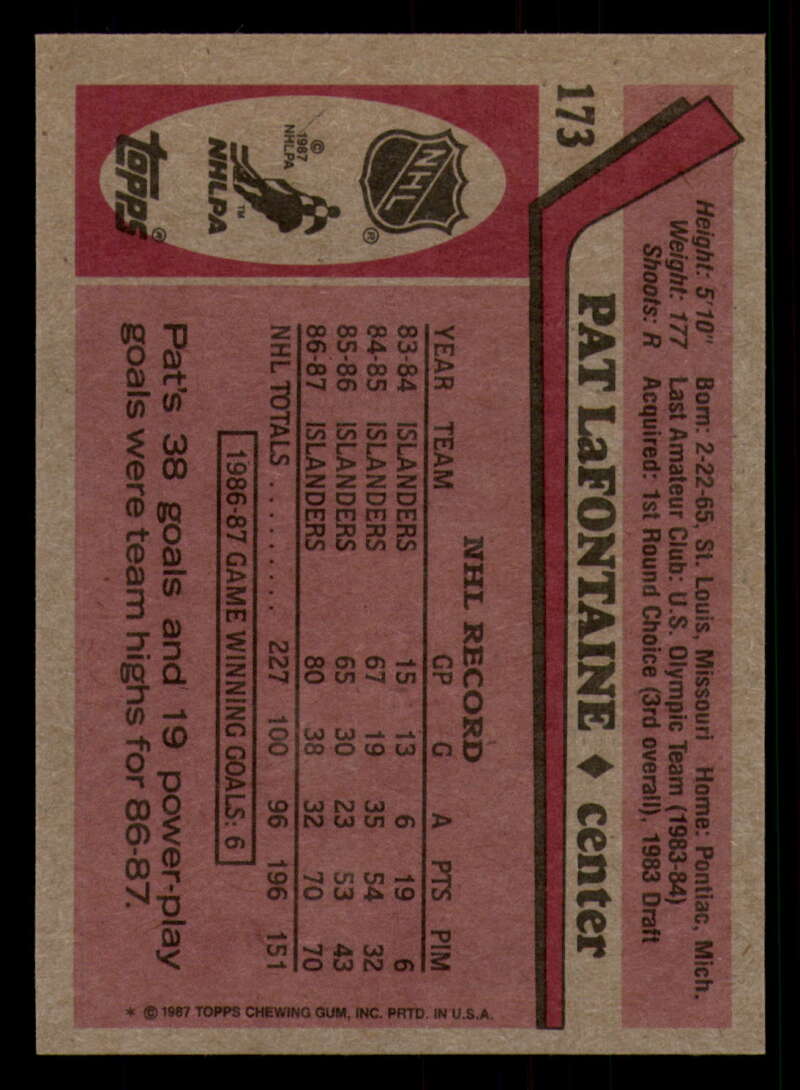 173
Height: 5'10" Born: 2-22-65, St. Louis, Missouri Home: Pontiac, Mich.
Weight: 177 Last Amateur Club: U.S. Olympic Team (1983-84)
Shoots: R Acquired: 1st Round Choice (3rd overall), 1983 Draft
PAT LaFONTAINE ♦ center
NHL
®
© 1987 NHLPA
NHLPA
™
TOPPS®
NHL RECORD
YEAR TEAM GP G A PTS PIM
83-84 ISLANDERS 15 13 6 19 6
84-85 ISLANDERS 67 19 35 54 32
85-86 ISLANDERS 65 30 23 53 43
86-87 ISLANDERS 80 38 32 70 70
NHL TOTALS .......... 227 100 96 196 151
1986-87 GAME WINNING GOALS: 6
Pat's 38 goals and 19 power-play
goals were team highs for 86-87.
* © 1987 TOPPS CHEWING GUM, INC. PRTD. IN U.S.A.